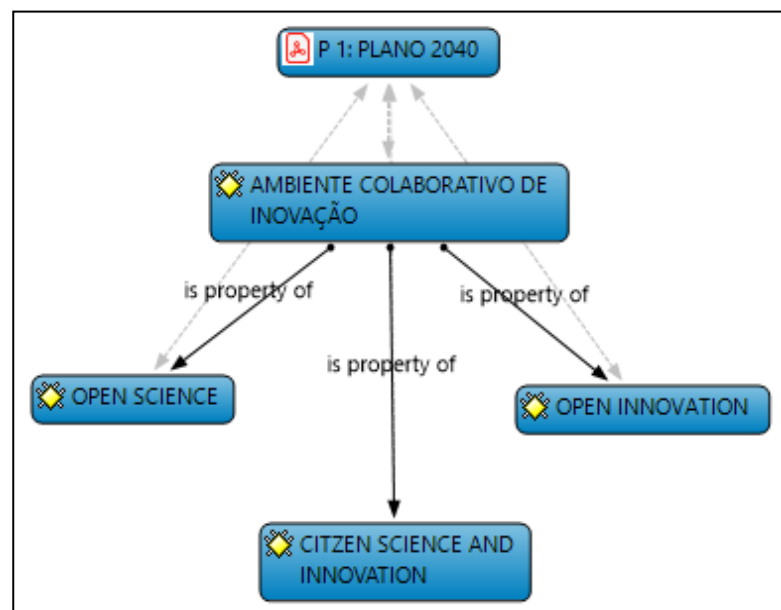 P 1: PLANO 2040
AMBIENTE COLABORATIVO DE
INOVAÇÃO
is property of
is property of
is property of
OPEN SCIENCE
OPEN INNOVATION
CITZEN SCIENCE AND
INNOVATION